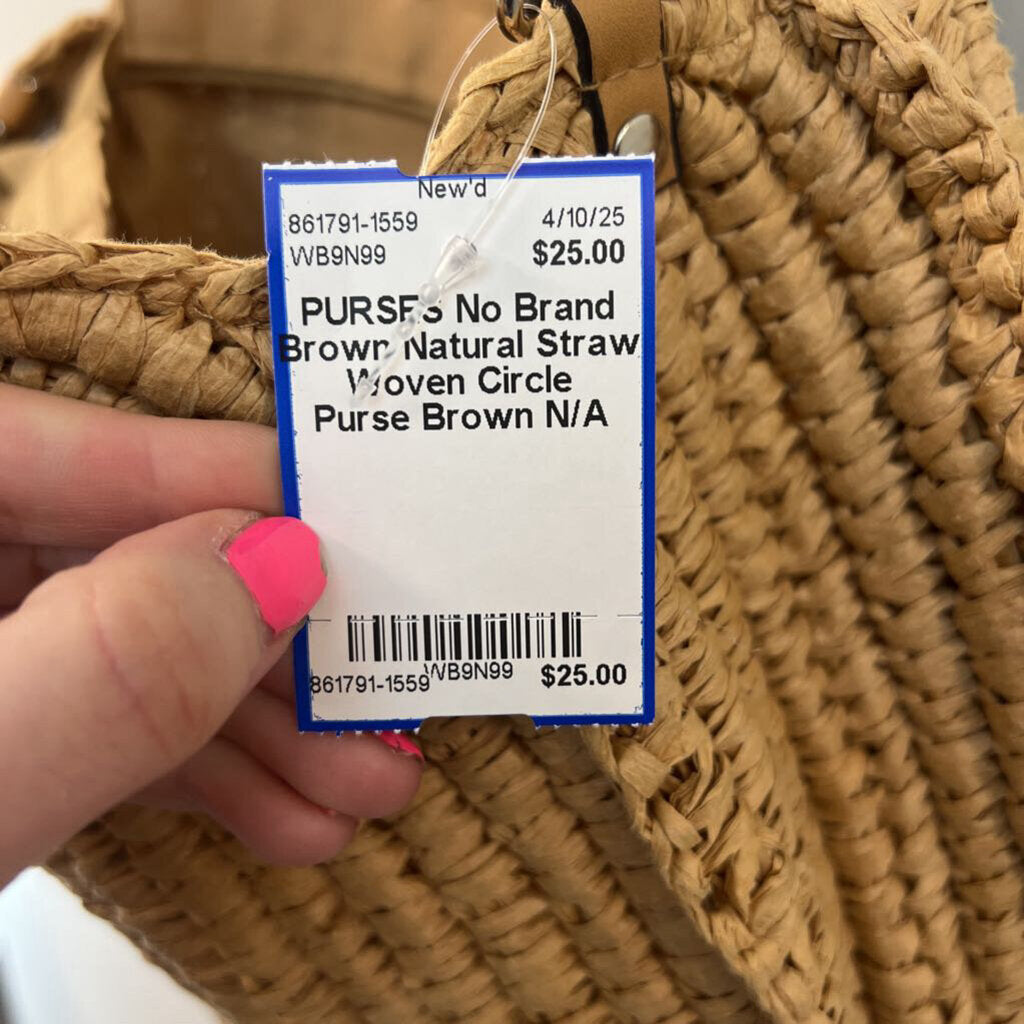 New'd
861791-1559 4/10/25
WB9N99 $25.00
PURSES No Brand
Brown Natural Straw
Woven Circle
Purse Brown N/A
861791-1559 WB9N99 $25.00